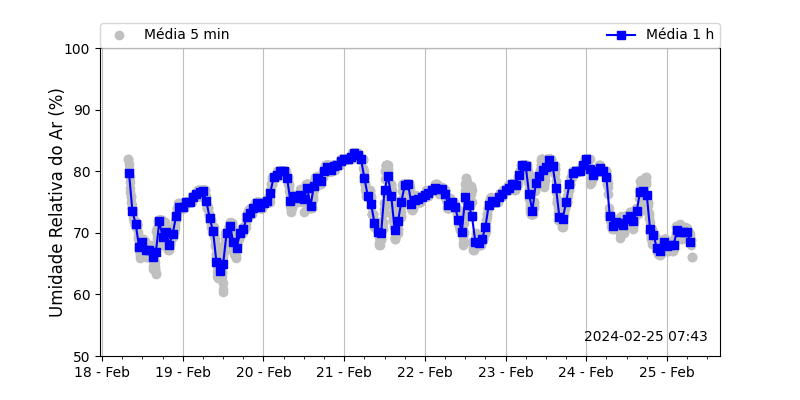 Média 5 min
Média 1 h
Umidade Relativa do Ar (%)
100
90
80
70
60
50
2024-02-25 07:43
18 - Feb
19 - Feb
20 - Feb
21 - Feb
22 - Feb
23 - Feb
24 - Feb
25 - Feb